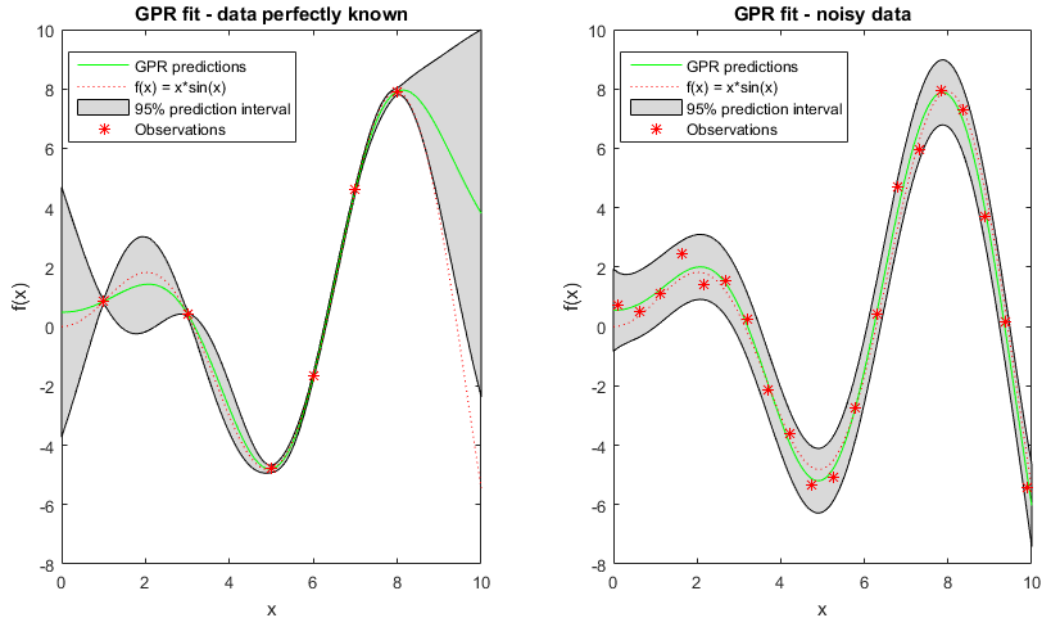 GPR fit - data perfectly known
10
8
6
4
2
0
-2
-4
-6
-8
f(x)
0 2 4 6 8 10
x
GPR predictions
f(x) = x*sin(x)
95% prediction interval
Observations
GPR fit - noisy data
10
8
6
4
2
0
-2
-4
-6
-8
f(x)
0 2 4 6 8 10
x
GPR predictions
f(x) = x*sin(x)
95% prediction interval
Observations